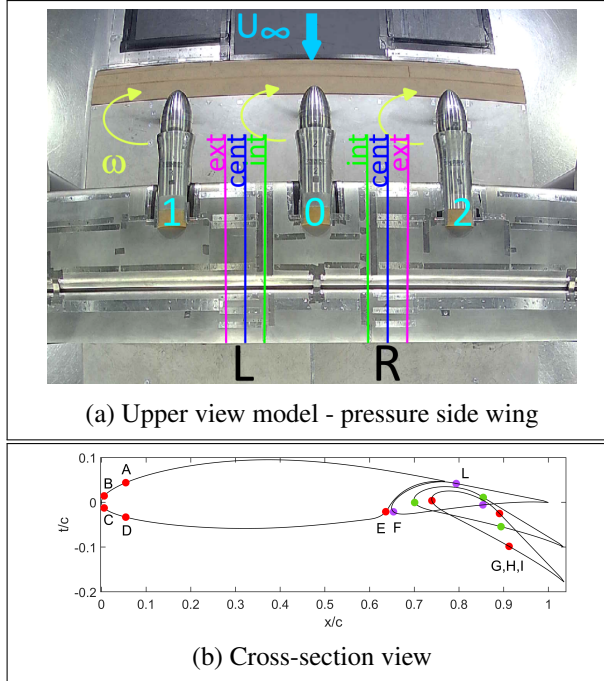 U∞
ω
ext
cent
int
int
cent
ext
1
0
2
L
R
(a) Upper view model - pressure side wing
0.1
0
-0.1
-0.2
t/c
A
B
C
D
E
F
L
G,H,I
0 0.1 0.2 0.3 0.4 0.5 0.6 0.7 0.8 0.9 1
x/c
(b) Cross-section view